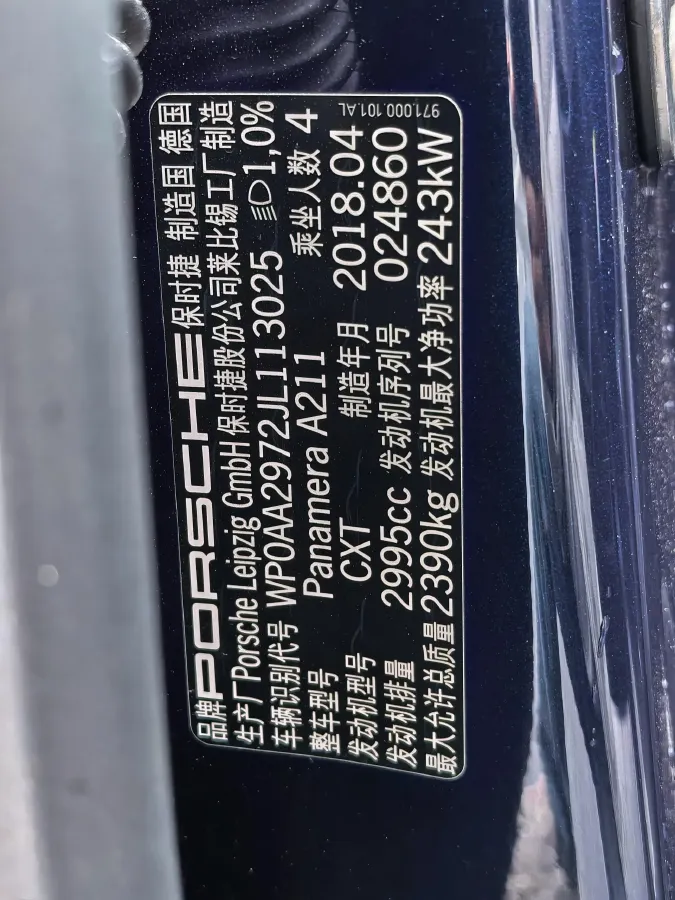 971.000.101.AL
品牌 PORSCHE 保时捷 制造国 德国
生产厂 Porsche Leipzig GmbH 保时捷股份公司莱比锡工厂制造
车辆识别代号 WP0AA2972JL113025 1,0%
整车型号 Panamera A211 乘坐人数 4
发动机型号 CXT 制造年月 2018.04
发动机排量 2995cc 发动机序列号 024860
最大允许总质量 2390kg 发动机最大净功率 243kW